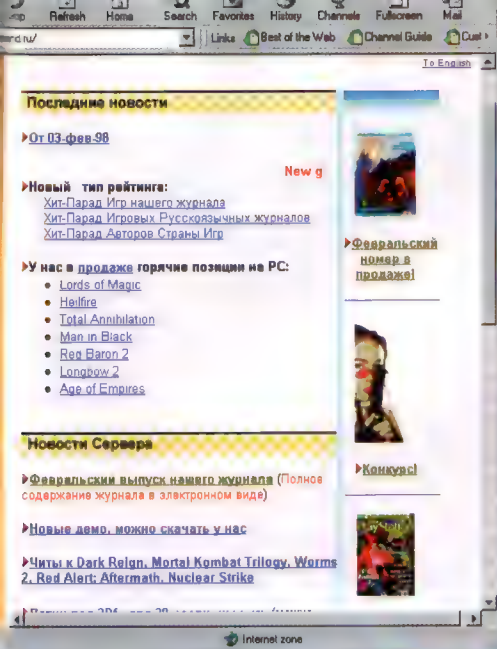 Refresh Home Search Favorites History Channels Fullscreen Mail
Links Best of the Web Channel Guide Cust
To English
Последние новости
От 03-фев-98
New g
Новый тип рейтинга:
Хит-Парад Игр нашего журнала
Хит-Парад Игровых Русскоязычных журналов
Хит-Парад Авторов Страны Игр
У нас в продаже горячие позиции на PC:
Lords of Magic
Hellfire
Total Annihilation
Man in Black
Red Baron 2
Longbow 2
Age of Empires
Февральский
номер в
продаже!
Новости Сервера
Февральский выпуск нашего журнала (Полное
содержание журнала в электронном виде)
Конкурс!
Новые демо, можно скачать у нас
Читы к Dark Reign, Mortal Kombat Trilogy, Worms
2, Red Alert: Aftermath, Nuclear Strike
Internet zone